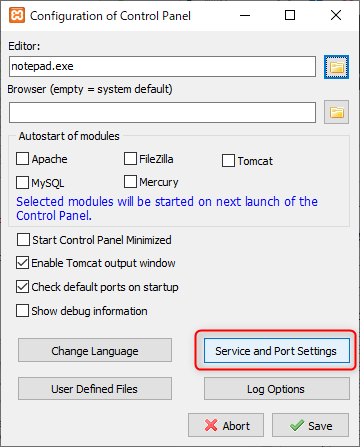 Configuration of Control Panel
Editor:
notepad.exe
Browser (empty = system default)
Autostart of modules
Apache
FileZilla
Tomcat
MySQL
Mercury
Selected modules will be started on next launch of the
Control Panel.
Start Control Panel Minimized
Enable Tomcat output window
Check default ports on startup
Show debug information
Change Language
Service and Port Settings
User Defined Files
Log Options
Abort
Save